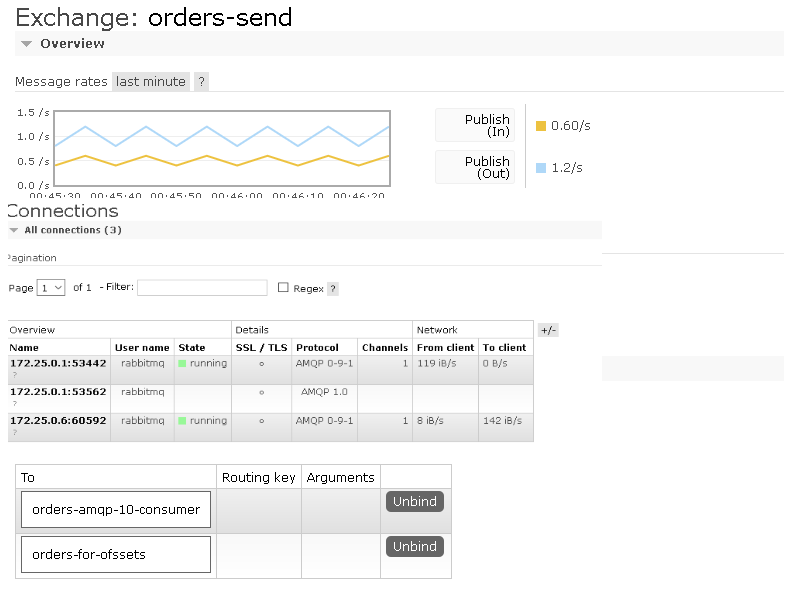 Exchange: orders-send
Overview
Message rates last minute ?
1.5 /s
1.0 /s
0.5 /s
0.0 /s
00:45:30 00:45:40 00:45:50 00:46:00 00:46:10 00:46:20
Publish (In) 0.60/s
Publish (Out) 1.2/s
Connections
All connections (3)
Pagination
Page 1 of 1 - Filter: Regex ?
Overview Details Network +/-
Name User name State SSL / TLS Protocol Channels From client To client
172.25.0.1:53442 rabbitmq running ○ AMQP 0-9-1 1 119 iB/s 0 B/s
?
172.25.0.1:53562 rabbitmq ○ AMQP 1.0
?
172.25.0.6:60592 rabbitmq running ○ AMQP 0-9-1 1 8 iB/s 142 iB/s
?
To Routing key Arguments
orders-amqp-10-consumer Unbind
orders-for-ofssets Unbind